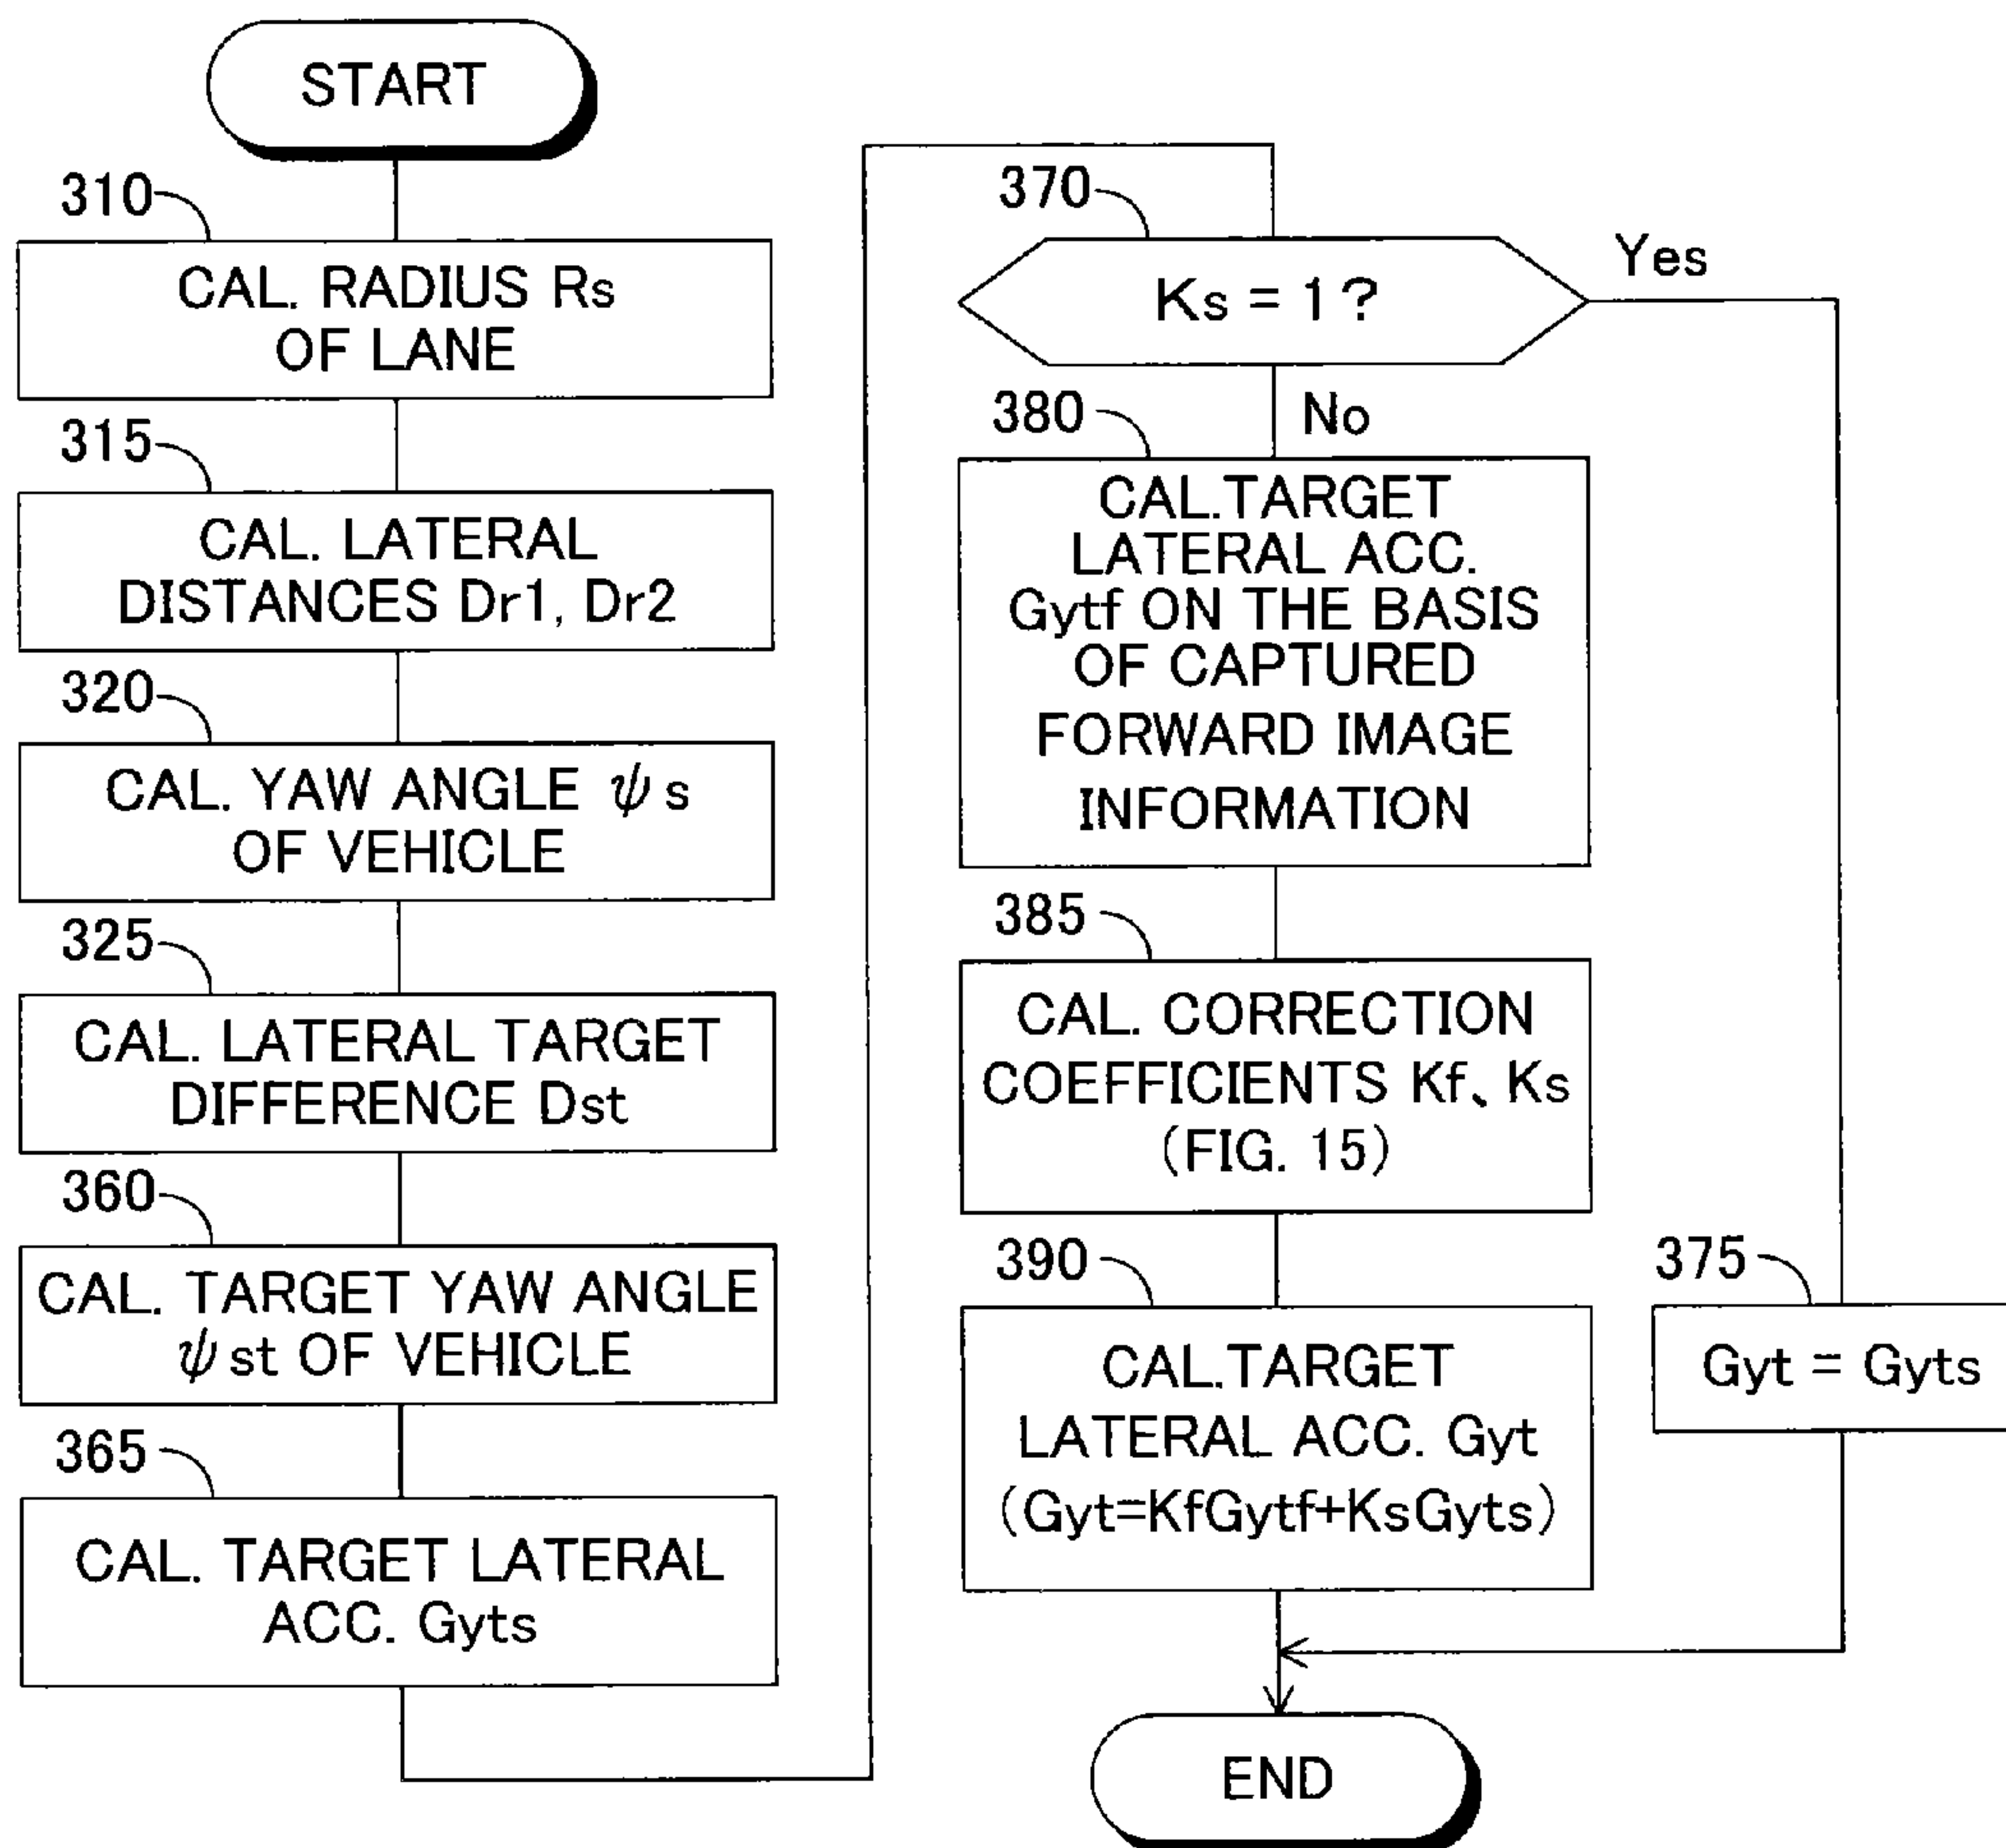 START
310
CAL. RADIUS Rs
OF LANE
315
CAL. LATERAL
DISTANCES Dr1, Dr2
320
CAL. YAW ANGLE ψs
OF VEHICLE
325
CAL. LATERAL TARGET
DIFFERENCE Dst
360
CAL. TARGET YAW ANGLE
ψst OF VEHICLE
365
CAL. TARGET LATERAL
ACC. Gyts
370
Ks = 1?
Yes
No
380
CAL.TARGET
LATERAL ACC.
Gytf ON THE BASIS
OF CAPTURED
FORWARD IMAGE
INFORMATION
385
CAL. CORRECTION
COEFFICIENTS Kf、Ks
(FIG. 15)
390
CAL.TARGET
LATERAL ACC. Gyt
(Gyt=KfGytf+KsGyts)
375
Gyt = Gyts
END